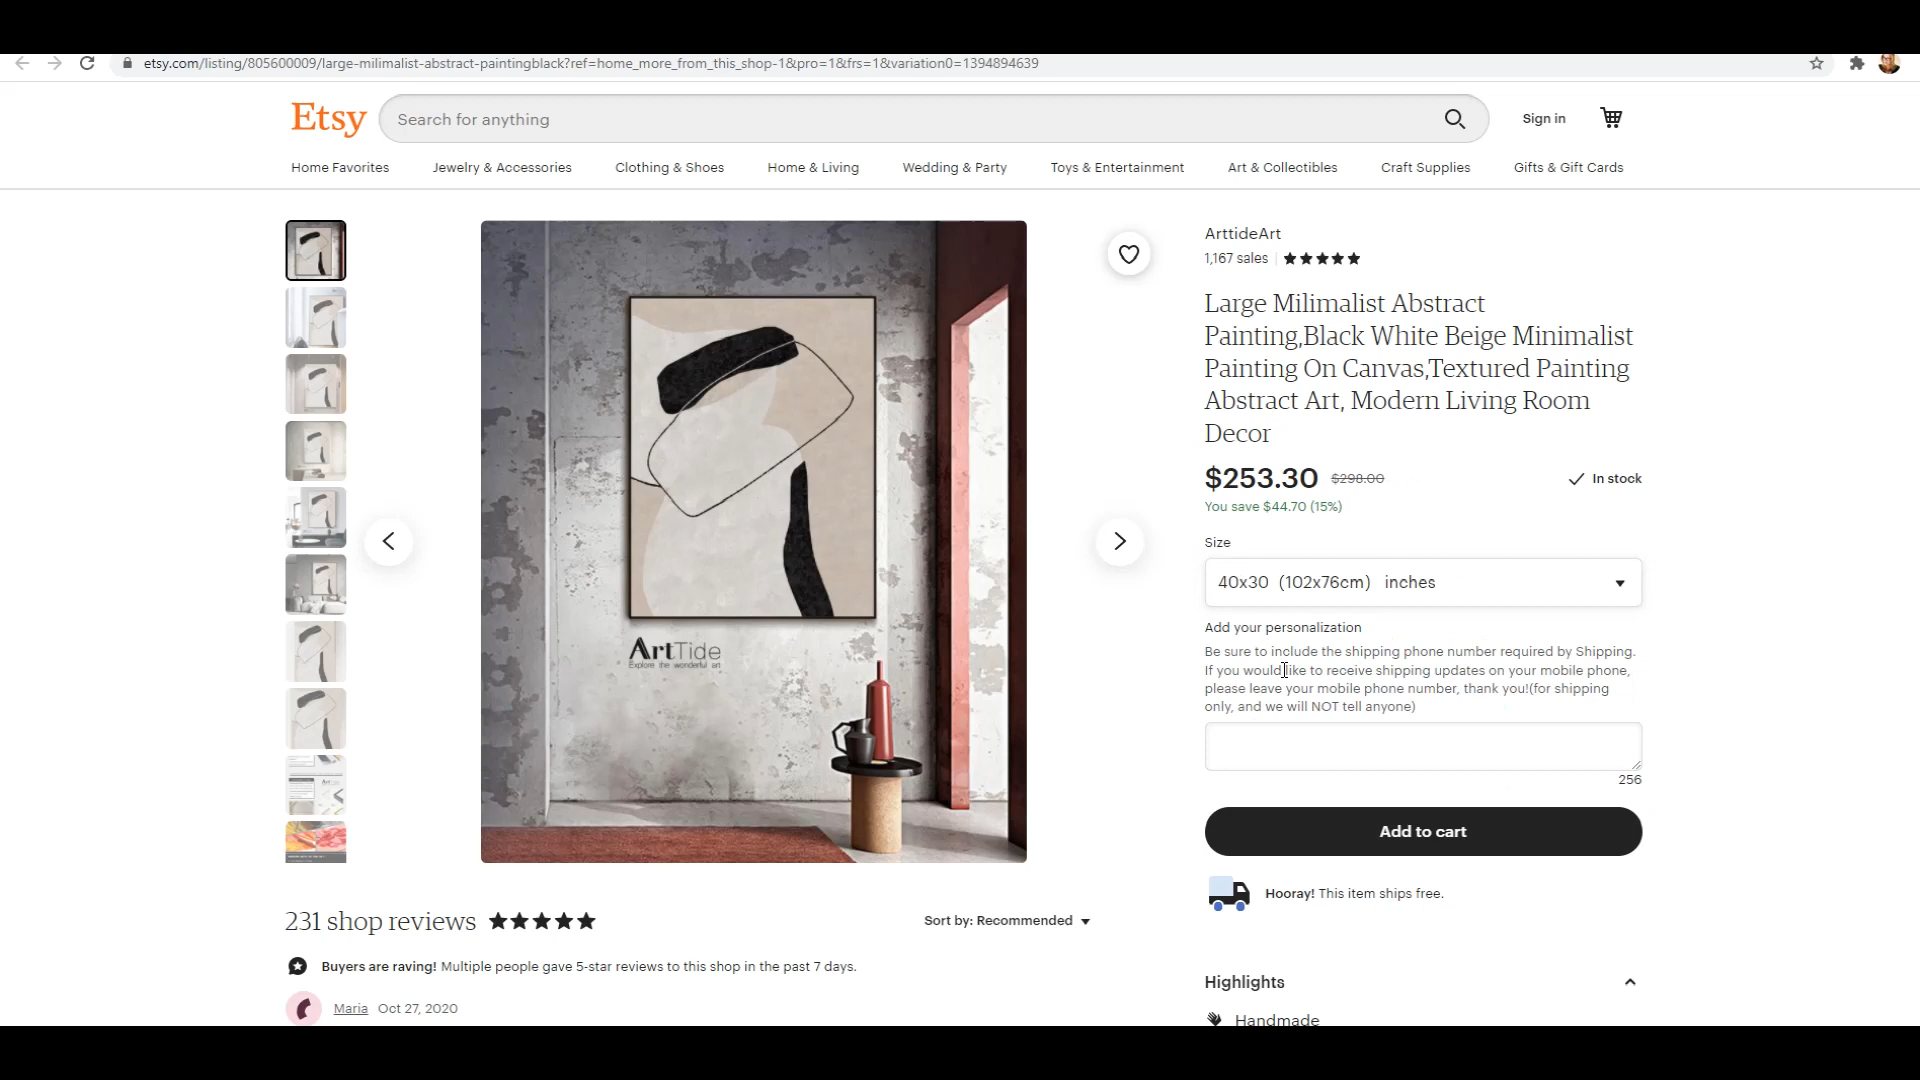 etsy.com/listing/805600009/large-milimalist-abstract-paintingblack?ref=home_more_from_this_shop-1&pro=1&frs=1&variation0=1394894639
Etsy
Search for anything
Sign in
Home Favorites
Jewelry & Accessories
Clothing & Shoes
Home & Living
Wedding & Party
Toys & Entertainment
Art & Collectibles
Craft Supplies
Gifts & Gift Cards
ArtTide
Explore the wonderful art
ArttideArt
1,167 sales
Large Milimalist Abstract
Painting,Black White Beige Minimalist
Painting On Canvas,Textured Painting
Abstract Art, Modern Living Room
Decor
$253.30 $298.00
In stock
You save $44.70 (15%)
Size
40x30 (102x76cm) inches
Add your personalization
Be sure to include the shipping phone number required by Shipping.
If you would like to receive shipping updates on your mobile phone,
please leave your mobile phone number, thank you!(for shipping
only, and we will NOT tell anyone)
256
Add to cart
Hooray! This item ships free.
Highlights
Handmade
231 shop reviews
Sort by: Recommended
Buyers are raving! Multiple people gave 5-star reviews to this shop in the past 7 days.
Maria Oct 27, 2020